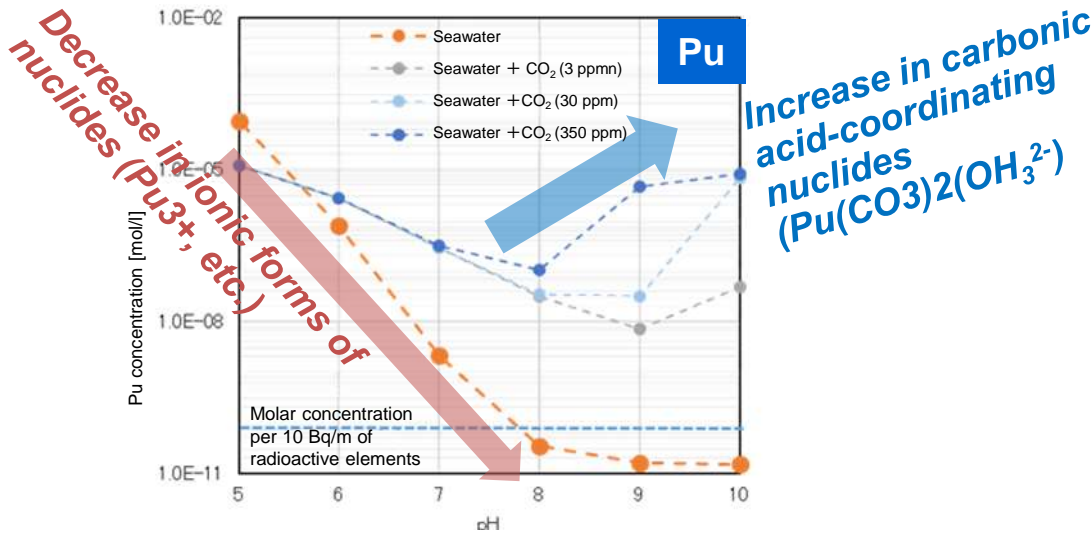 1.0E−02
1.0E−05
1.0E−08
1.0E−11
Pu concentration [mol/l]
5
6
7
8
9
10
pH
Seawater
Seawater + CO₂ (3 ppmn)
Seawater +CO₂ (30 ppm)
Seawater +CO₂ (350 ppm)
Pu
Decrease in ionic forms of
nuclides (Pu3+, etc.)
Increase in carbonic
acid-coordinating
nuclides
(Pu(CO3)2(OH₃²⁻)
Molar concentration
per 10 Bq/m of
radioactive elements